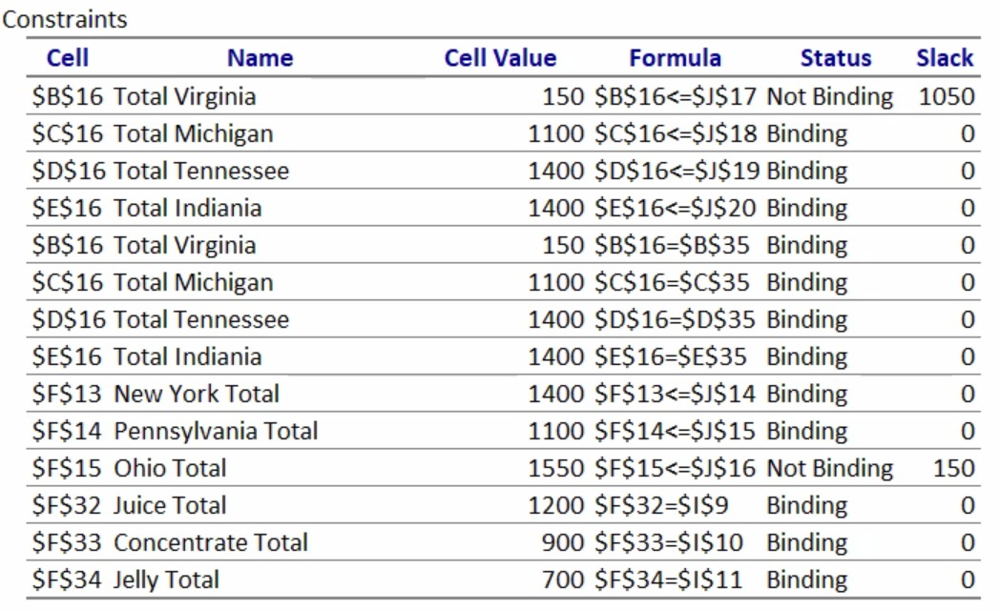 Constraints
Cell Name Cell Value Formula Status Slack
$B$16 Total Virginia 150 $B$16<=$J$17 Not Binding 1050
$C$16 Total Michigan 1100 $C$16<=$J$18 Binding 0
$D$16 Total Tennessee 1400 $D$16<=$J$19 Binding 0
$E$16 Total Indiania 1400 $E$16<=$J$20 Binding 0
$B$16 Total Virginia 150 $B$16=$B$35 Binding 0
$C$16 Total Michigan 1100 $C$16=$C$35 Binding 0
$D$16 Total Tennessee 1400 $D$16=$D$35 Binding 0
$E$16 Total Indiania 1400 $E$16=$E$35 Binding 0
$F$13 New York Total 1400 $F$13<=$J$14 Binding 0
$F$14 Pennsylvania Total 1100 $F$14<=$J$15 Binding 0
$F$15 Ohio Total 1550 $F$15<=$J$16 Not Binding 150
$F$32 Juice Total 1200 $F$32=$I$9 Binding 0
$F$33 Concentrate Total 900 $F$33=$I$10 Binding 0
$F$34 Jelly Total 700 $F$34=$I$11 Binding 0